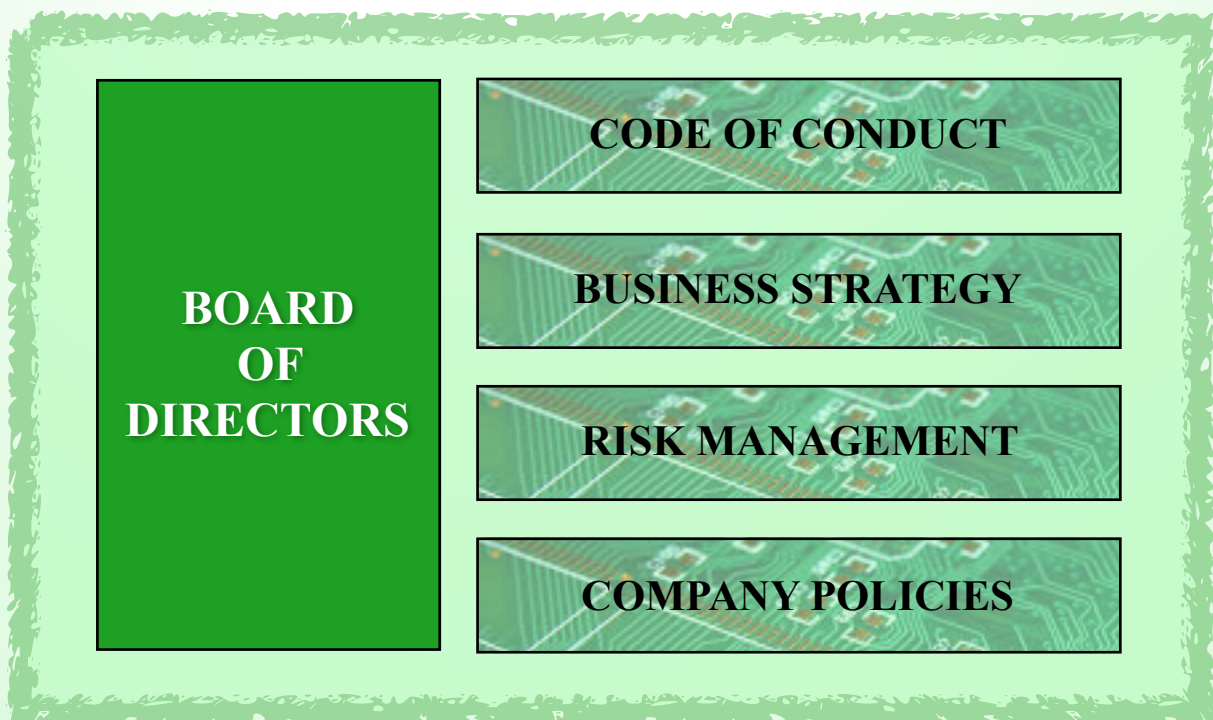 BOARD
OF
DIRECTORS
CODE OF CONDUCT
BUSINESS STRATEGY
RISK MANAGEMENT
COMPANY POLICIES